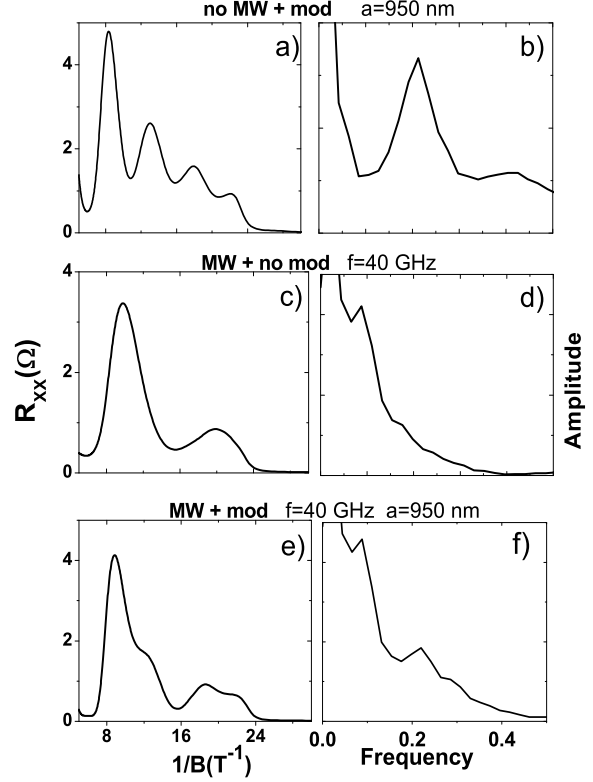 no MW + mod a=950 nm
a) b)
4
2
0
MW + no mod f=40 GHz
4
c) d)
2
0
R_XX(Ω)
Amplitude
MW + mod f=40 GHz a=950 nm
e) f)
4
2
0
8 16 24 0.0 0.2 0.4
1/B(T⁻¹) Frequency